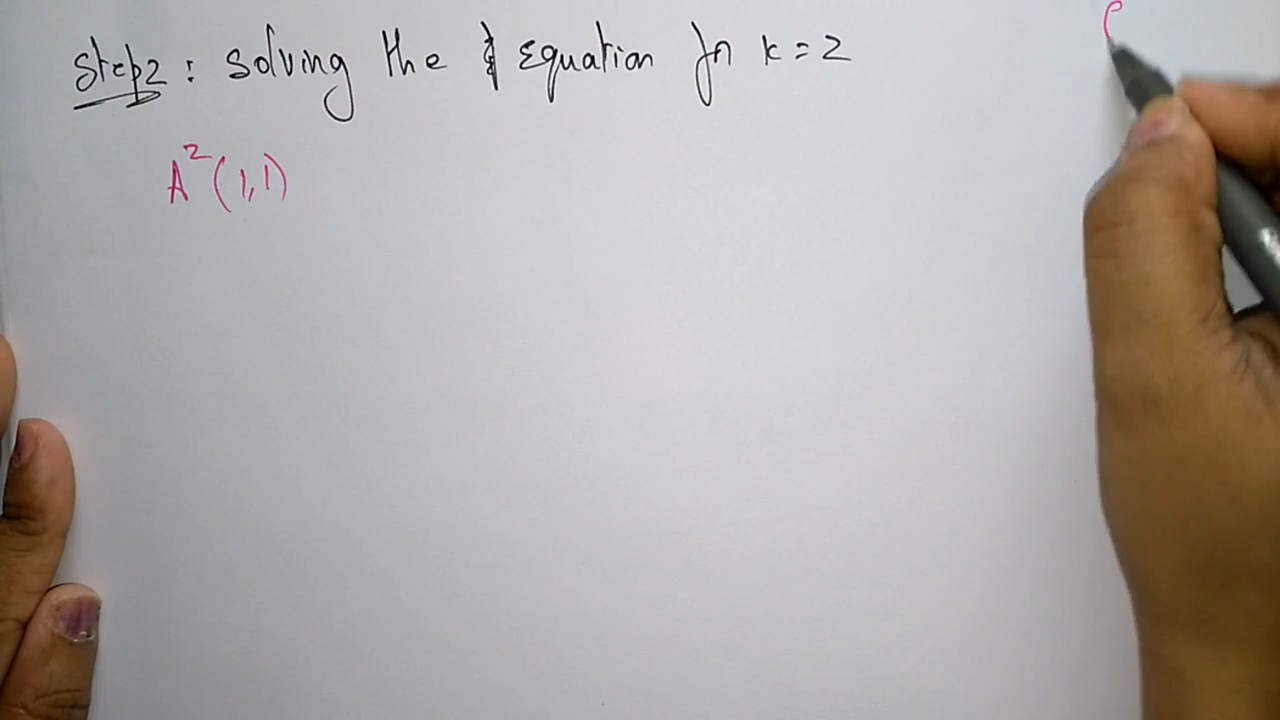 Step2 : Solving the Equation for k = 2
A²(1,1)